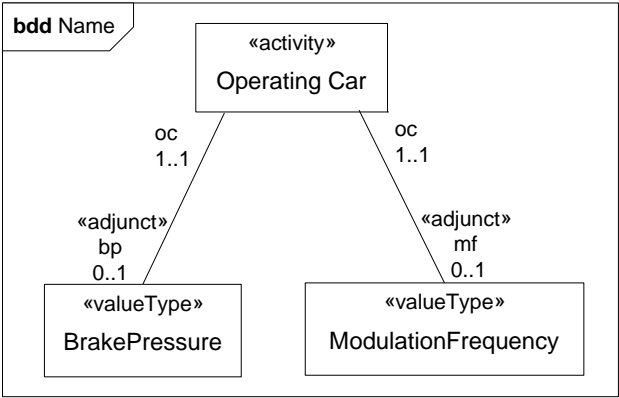 bdd Name
«activity»
Operating Car
oc
1..1
oc
1..1
«adjunct»
bp
0..1
«adjunct»
mf
0..1
«valueType»
BrakePressure
«valueType»
ModulationFrequency